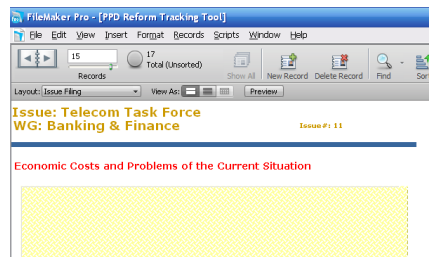 FileMaker Pro - [PPD Reform Tracking Tool]
File Edit View Insert Format Records Scripts Window Help
15
17
Total (Unsorted)
Records
Show All New Record Delete Record Find Sor
Layout: Issue Filing View As: Preview
Issue: Telecom Task Force
WG: Banking & Finance
Issue#: 11
Economic Costs and Problems of the Current Situation